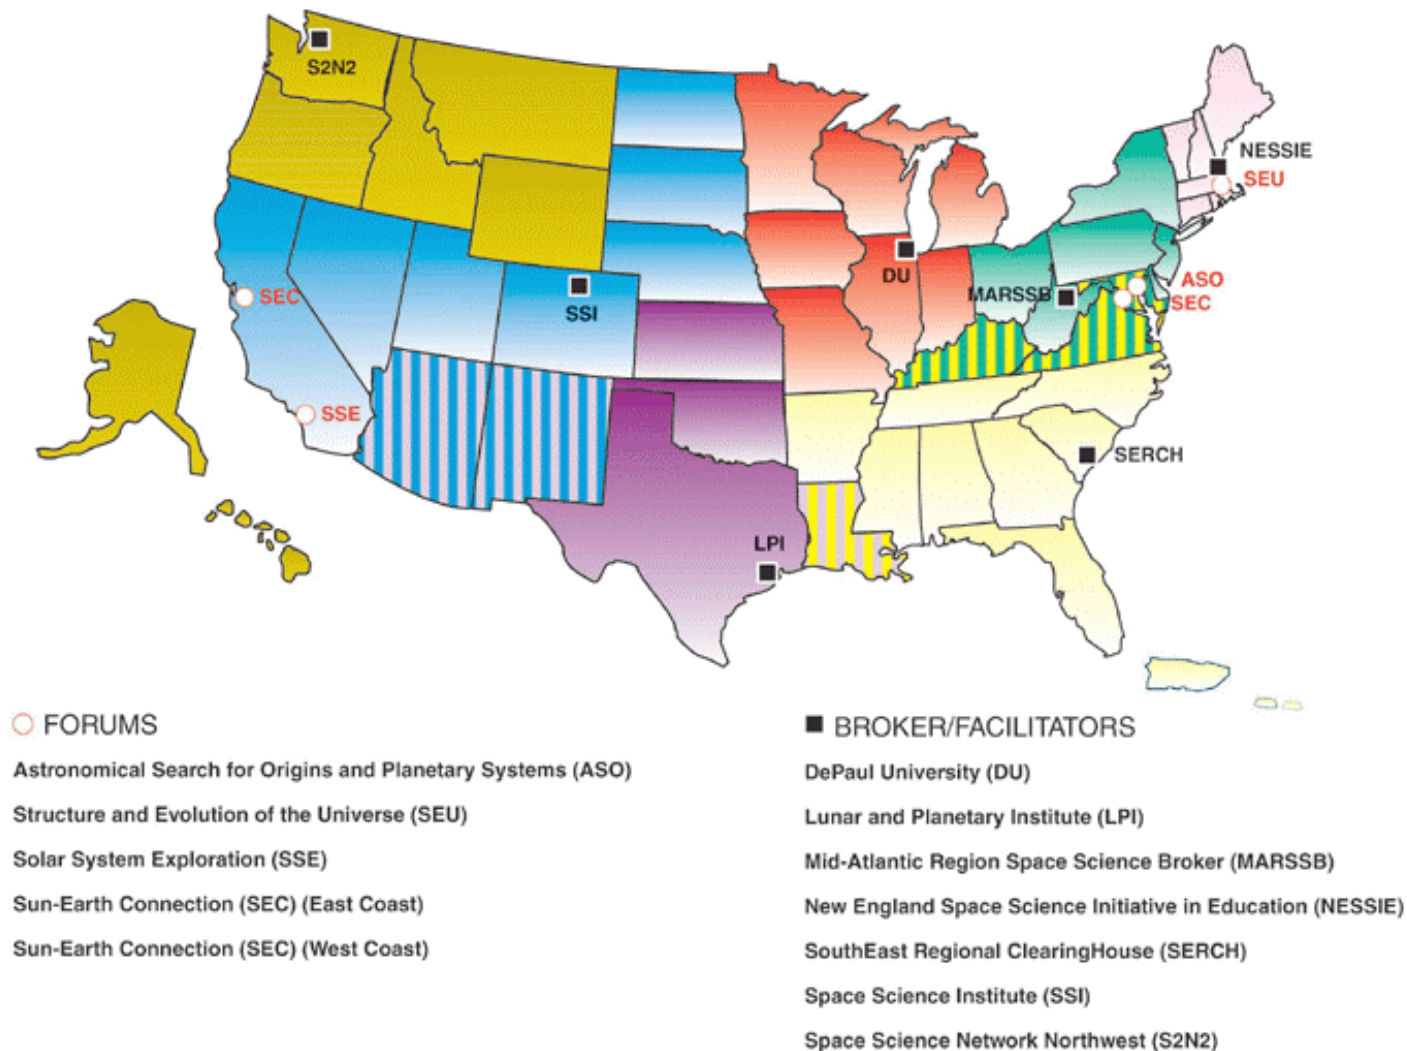 S2N2
NESSIE
SEU
DU
MARSSB
ASO
SEC
SEC
SSI
SSE
SERCH
LPI
FORUMS
Astronomical Search for Origins and Planetary Systems (ASO)
Structure and Evolution of the Universe (SEU)
Solar System Exploration (SSE)
Sun-Earth Connection (SEC) (East Coast)
Sun-Earth Connection (SEC) (West Coast)
BROKER/FACILITATORS
DePaul University (DU)
Lunar and Planetary Institute (LPI)
Mid-Atlantic Region Space Science Broker (MARSSB)
New England Space Science Initiative in Education (NESSIE)
SouthEast Regional ClearingHouse (SERCH)
Space Science Institute (SSI)
Space Science Network Northwest (S2N2)